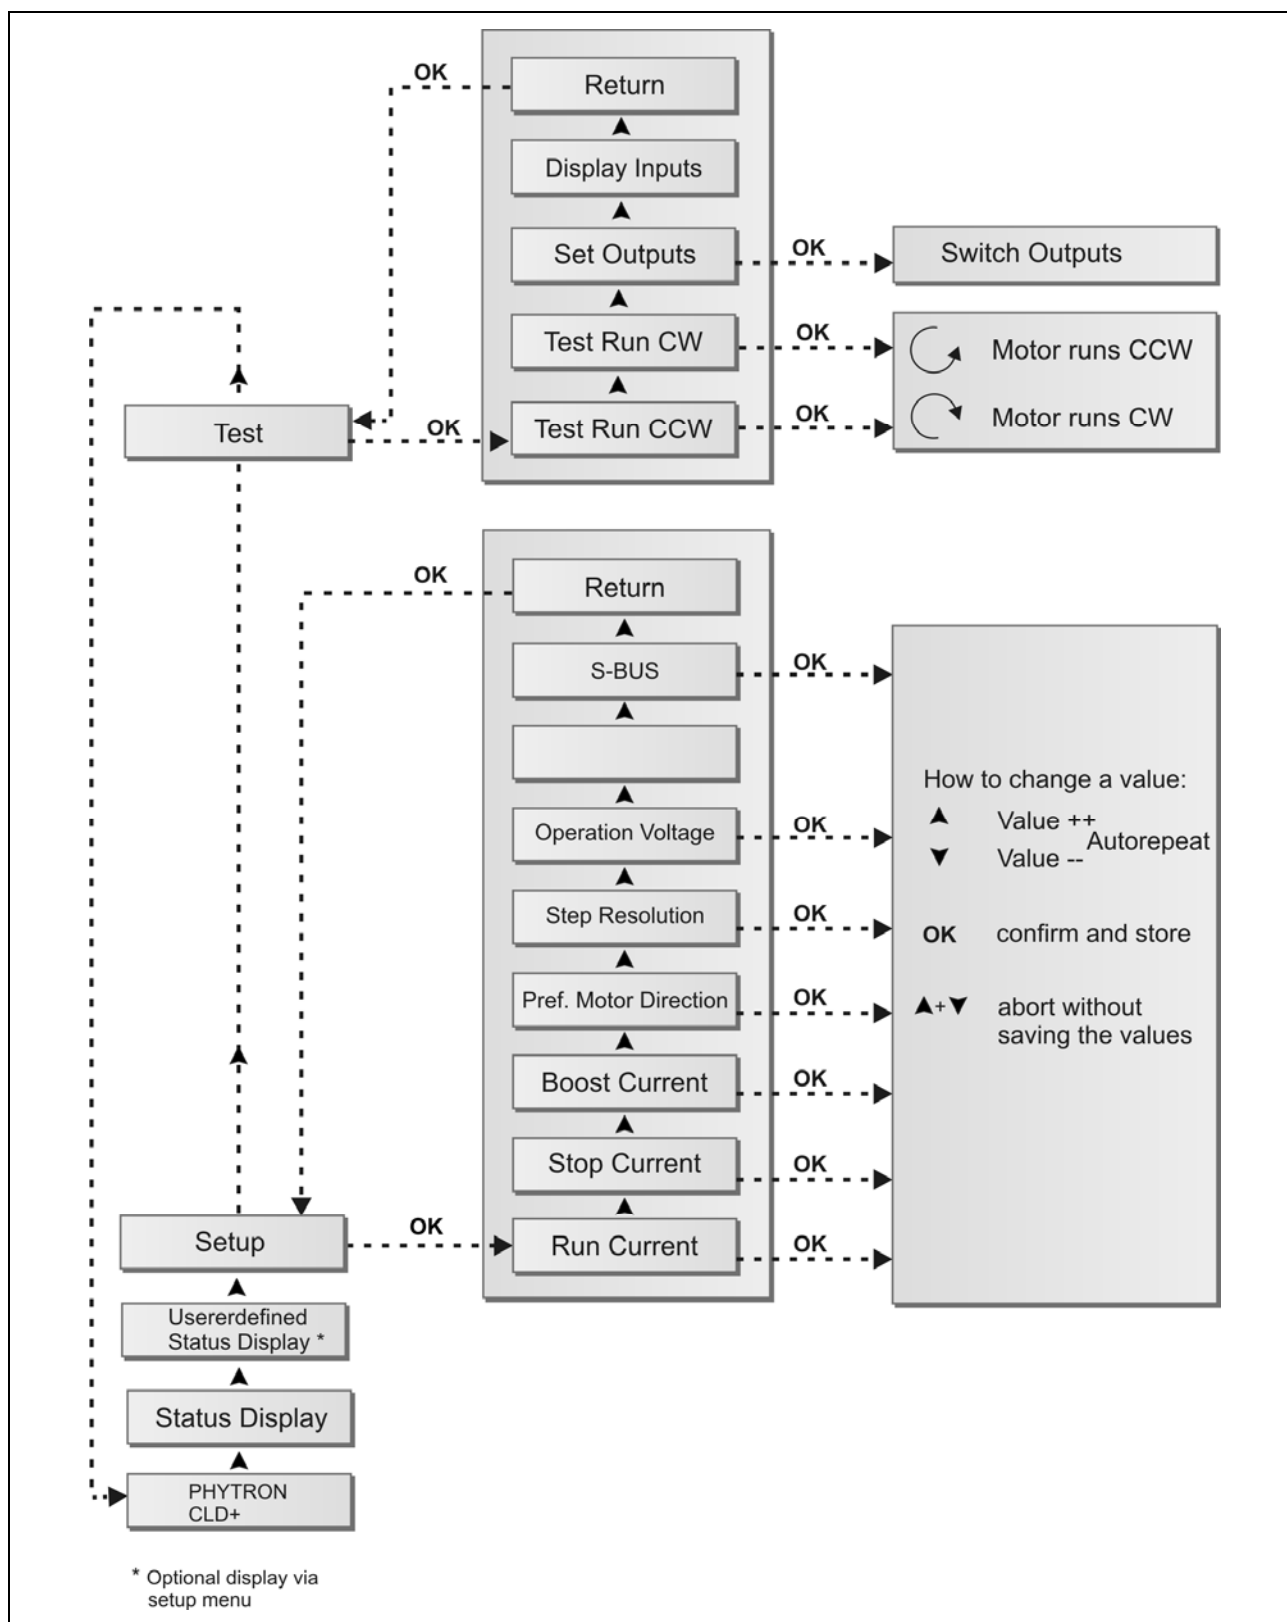 OK
Return
Display Inputs
Set Outputs
OK
Switch Outputs
Test Run CW
OK
Motor runs CCW
Test
OK
Test Run CCW
OK
Motor runs CW
OK
Return
S-BUS
OK
Operation Voltage
OK
Step Resolution
OK
Pref. Motor Direction
OK
Boost Current
OK
Stop Current
OK
Setup
OK
Run Current
OK
How to change a value:
Value ++
Autorepeat
Value --
OK confirm and store
+ abort without
saving the values
Usererdefined
Status Display *
Status Display
PHYTRON
CLD+
* Optional display via
setup menu